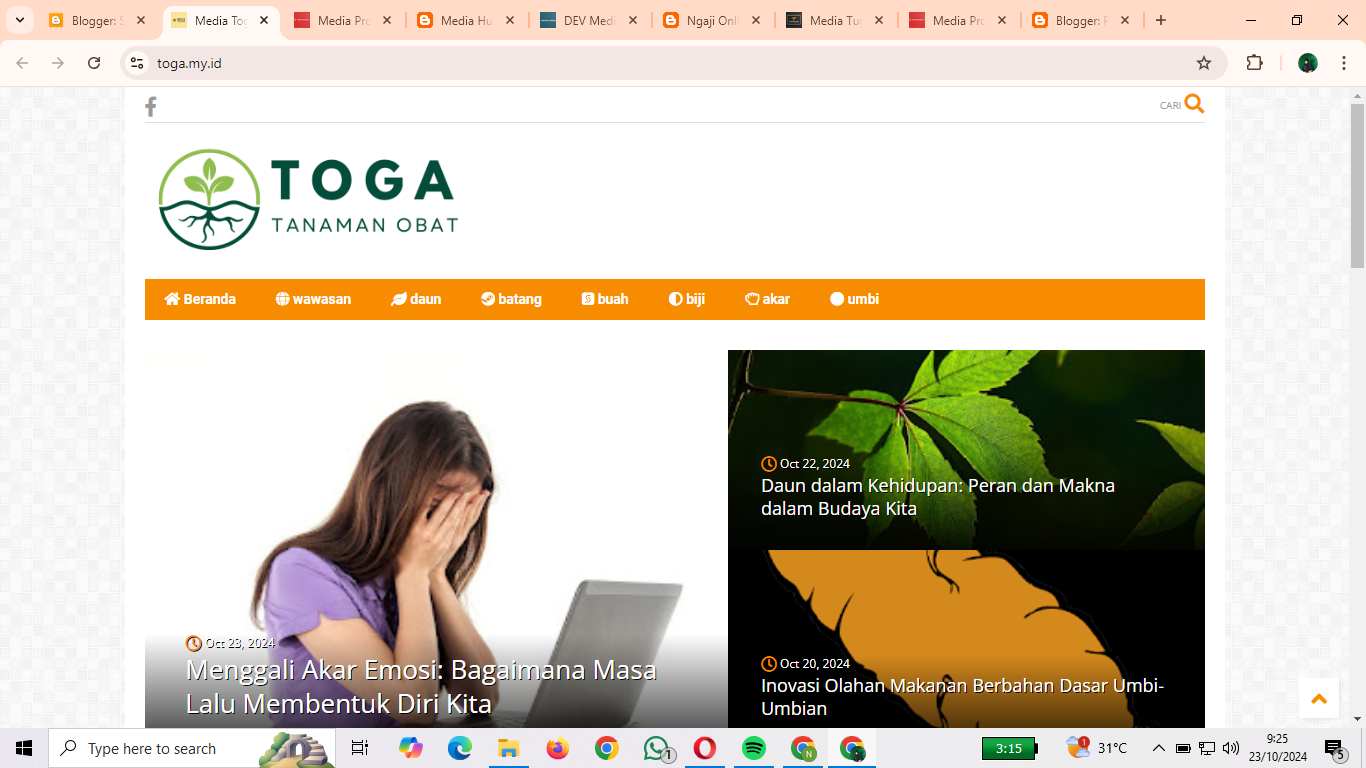 Blogger: S
Media Tog
Media Pro
Media Hu
DEV Medi
Ngaji Onl
Media Tuo
Media Pro
Blogger: P
toga.my.id
CARI
TOGA
TANAMAN OBAT
Beranda
wawasan
daun
batang
buah
biji
akar
umbi
Oct 23, 2024
Menggali Akar Emosi: Bagaimana Masa
Lalu Membentuk Diri Kita
Oct 22, 2024
Daun dalam Kehidupan: Peran dan Makna
dalam Budaya Kita
Oct 20, 2024
Inovasi Olahan Makanan Berbahan Dasar Umbi-
Umbian
Type here to search
1
N
3:15
1
31°C
9:25
23/10/2024
5